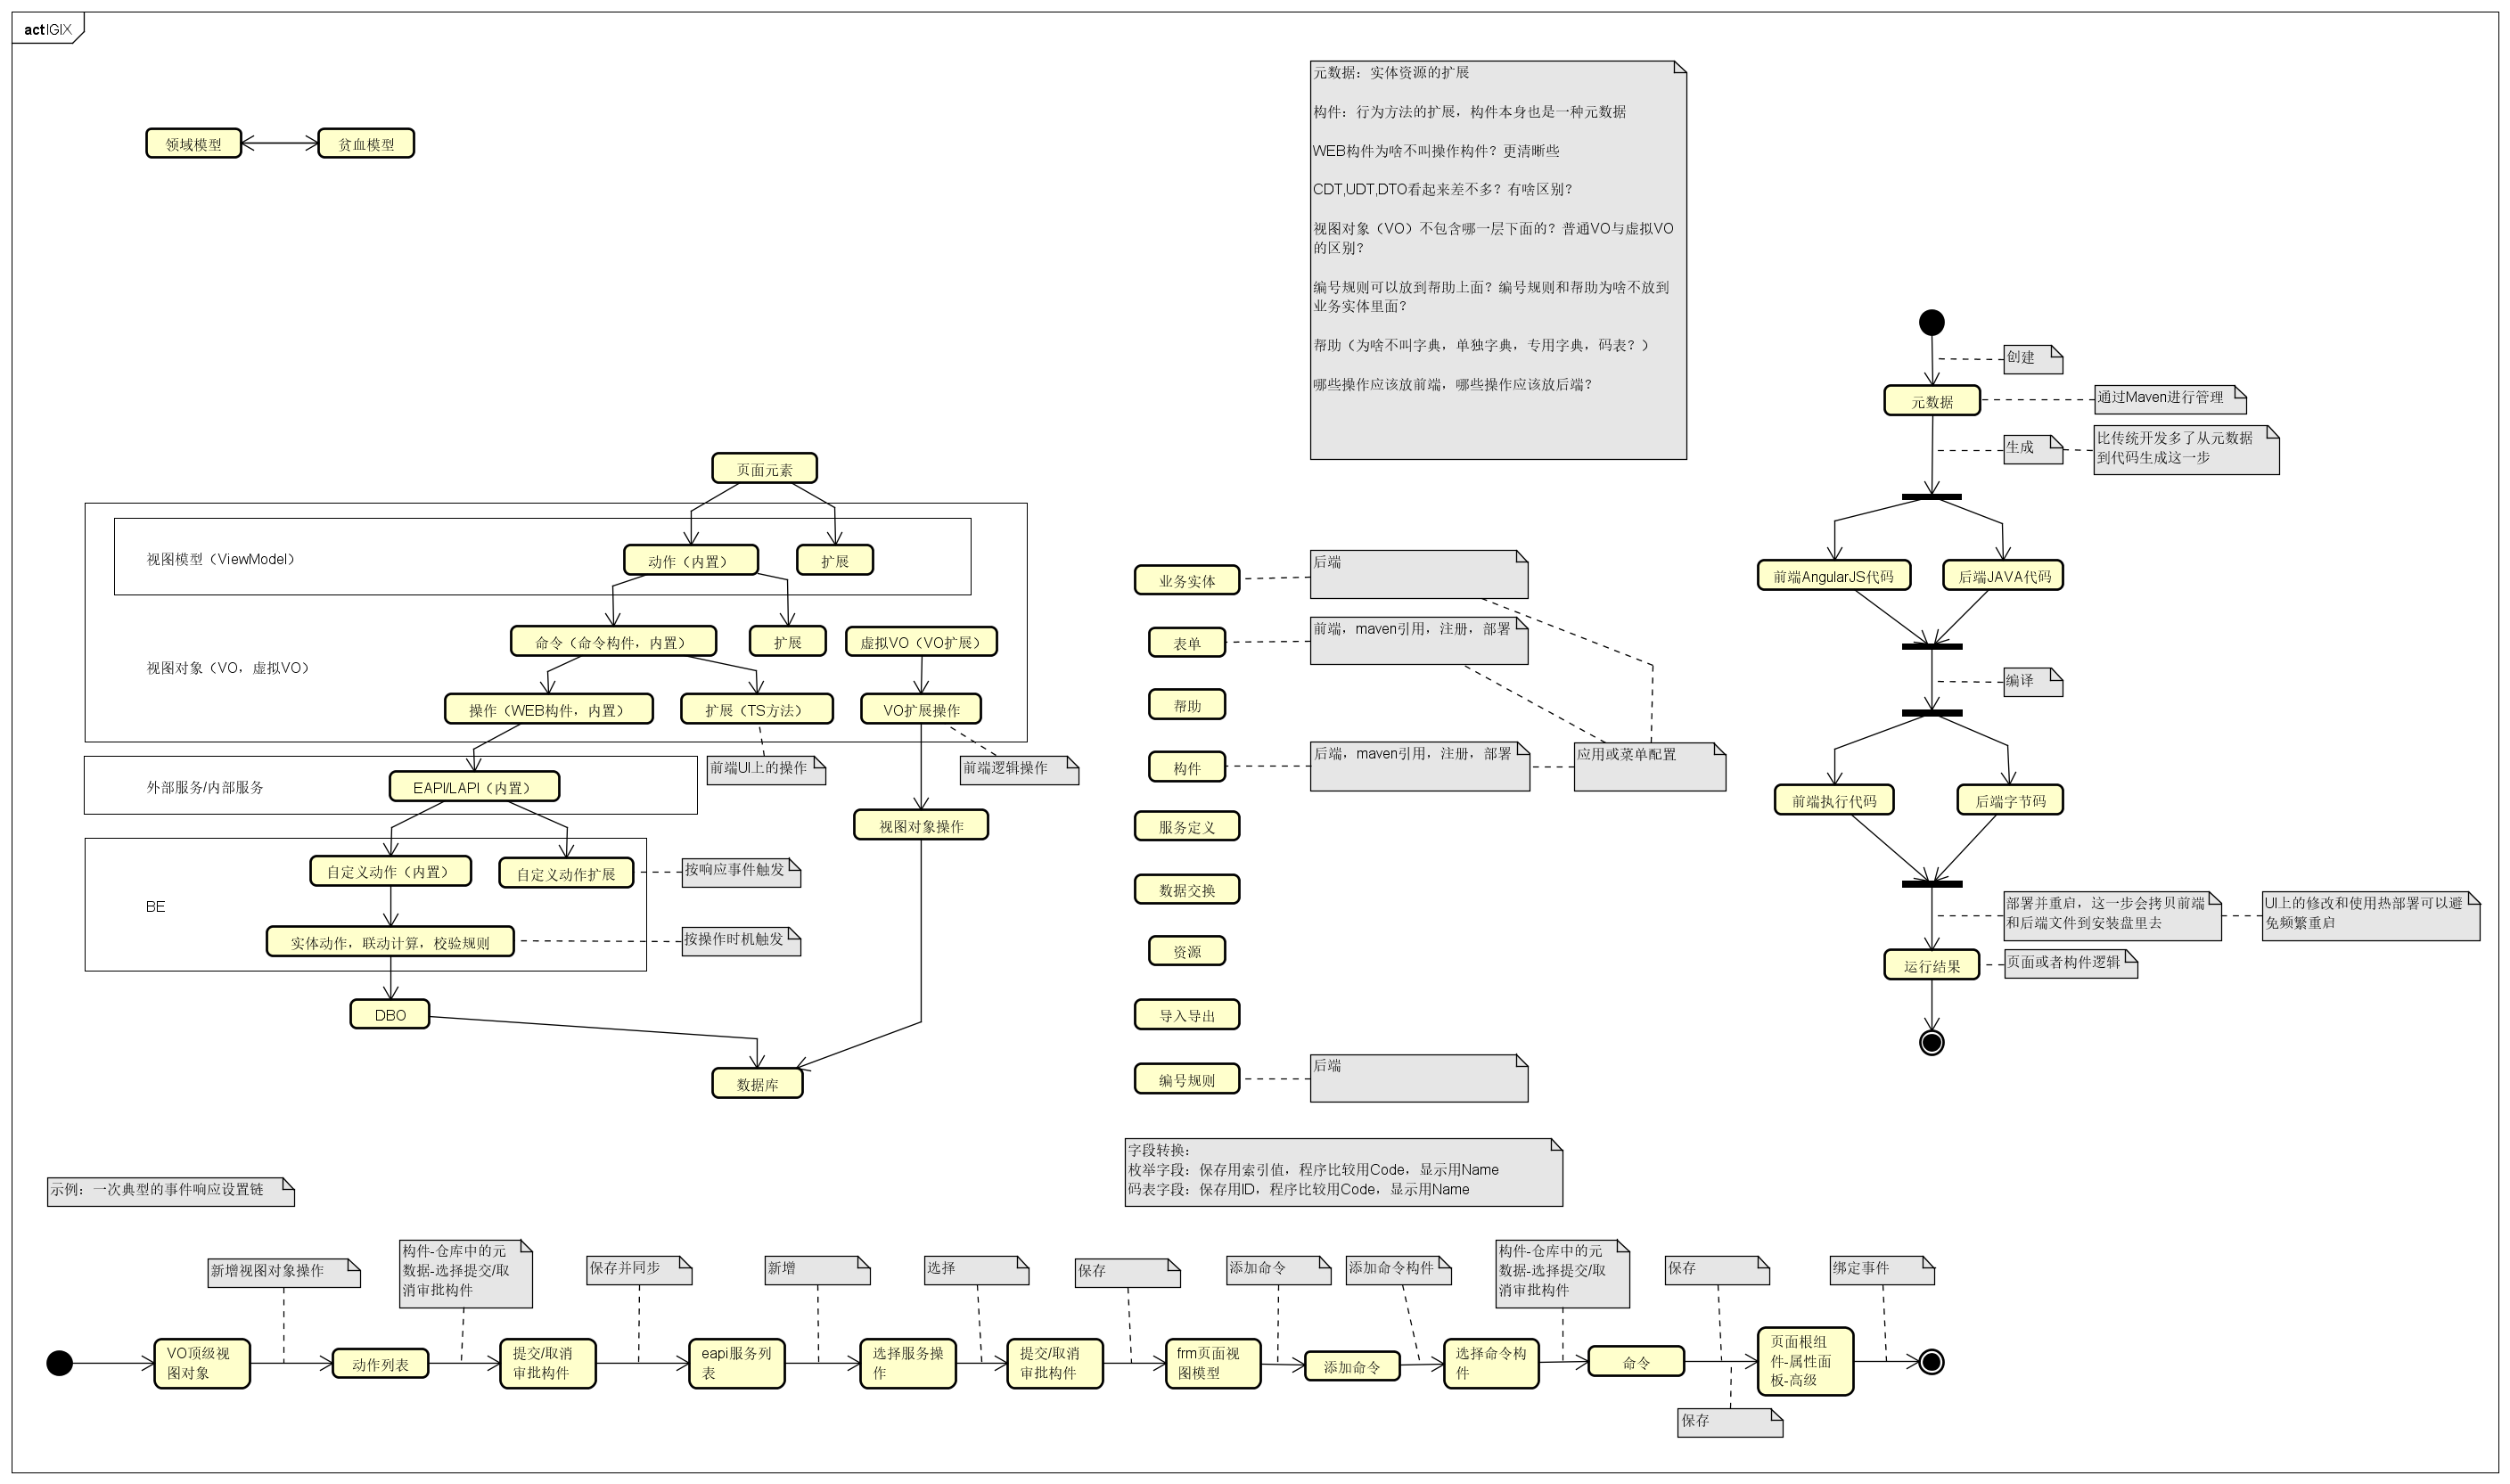 act IGIX
领域模型
贫血模型
元数据：实体资源的扩展
构件：行为方法的扩展，构件本身也是一种元数据
WEB构件为啥不叫操作构件？更清晰些
CDT,UDT,DTO看起来差不多？有啥区别？
视图对象（VO）不包含哪一层下面的？普通VO与虚拟VO
的区别？
编号规则可以放到帮助上面？编号规则和帮助为啥不放到
业务实体里面？
帮助（为啥不叫字典，单独字典，专用字典，码表？）
哪些操作应该放前端，哪些操作应该放后端？
页面元素
视图模型（ViewModel）
动作（内置）
扩展
命令（命令构件，内置）
扩展
虚拟VO（VO扩展）
视图对象（VO，虚拟VO）
操作（WEB构件，内置）
扩展（TS方法）
VO扩展操作
前端UI上的操作
前端逻辑操作
外部服务/内部服务
EAPI/LAPI（内置）
视图对象操作
自定义动作（内置）
自定义动作扩展
按响应事件触发
BE
实体动作，联动计算，校验规则
按操作时机触发
DBO
数据库
业务实体
后端
表单
前端，maven引用，注册，部署
帮助
构件
后端，maven引用，注册，部署
应用或菜单配置
服务定义
数据交换
资源
导入导出
编号规则
后端
字段转换：
枚举字段：保存用索引值，程序比较用Code，显示用Name
码表字段：保存用ID，程序比较用Code，显示用Name
创建
元数据
通过Maven进行管理
生成
比传统开发多了从元数据
到代码生成这一步
前端AngularJS代码
后端JAVA代码
编译
前端执行代码
后端字节码
部署并重启，这一步会拷贝前端
和后端文件到安装盘里去
UI上的修改和使用热部署可以避
免频繁重启
运行结果
页面或者构件逻辑
示例：一次典型的事件响应设置链
新增视图对象操作
构件-仓库中的元
数据-选择提交/取
消审批构件
保存并同步
新增
选择
保存
添加命令
添加命令构件
构件-仓库中的元
数据-选择提交/取
消审批构件
保存
绑定事件
VO顶级视
图对象
动作列表
提交/取消
审批构件
eapi服务列
表
选择服务操
作
提交/取消
审批构件
frm页面视
图模型
添加命令
选择命令构
件
命令
页面根组
件-属性面
板-高级
保存